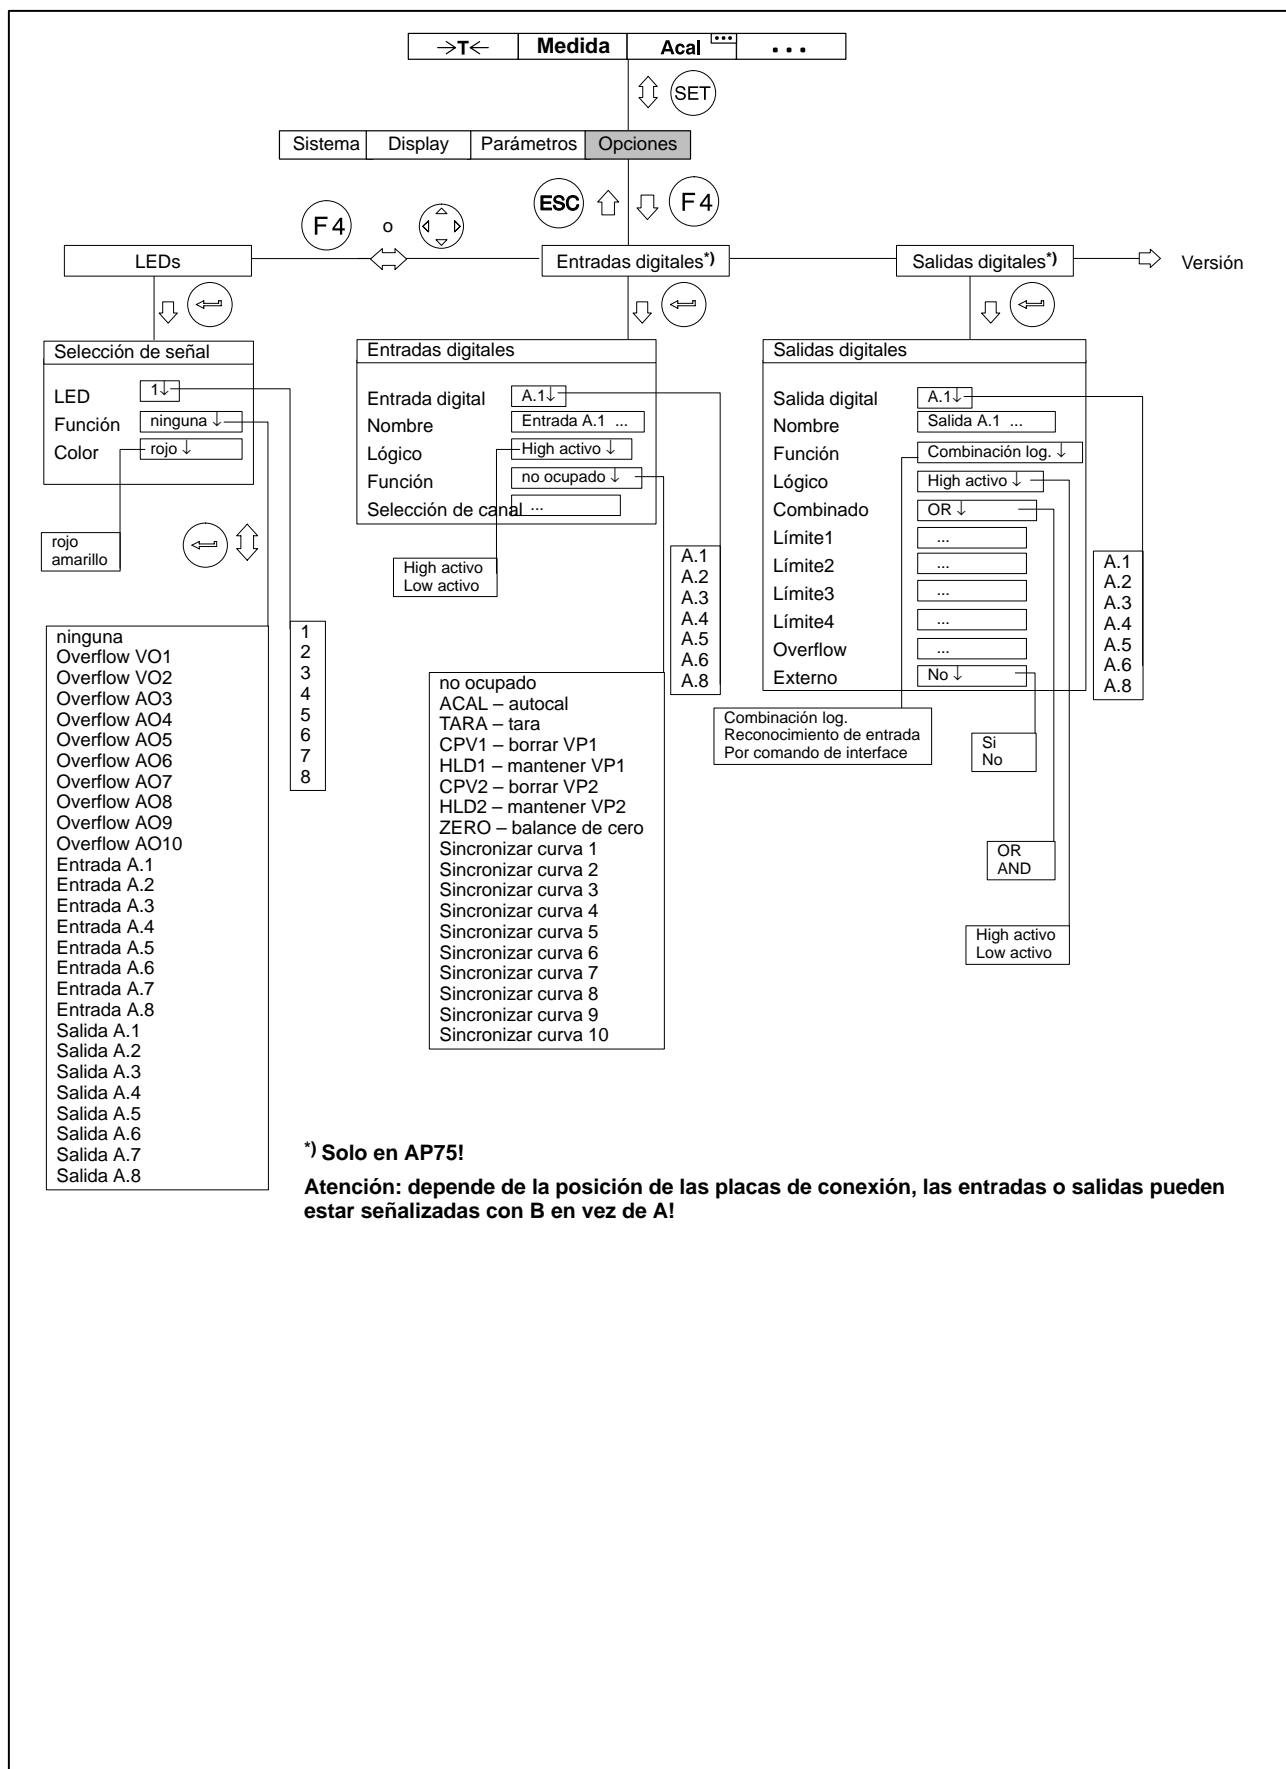 →T← Medida Acal ... ...
SET
Sistema Display Parámetros Opciones
ESC F4
F4 o
LEDs Entradas digitales*) Salidas digitales*) Versión
Selección de señal
LED 1↓
Función ninguna ↓
Color rojo ↓
rojo
amarillo
ninguna
Overflow VO1
Overflow VO2
Overflow AO3
Overflow AO4
Overflow AO5
Overflow AO6
Overflow AO7
Overflow AO8
Overflow AO9
Overflow AO10
Entrada A.1
Entrada A.2
Entrada A.3
Entrada A.4
Entrada A.5
Entrada A.6
Entrada A.7
Entrada A.8
Salida A.1
Salida A.2
Salida A.3
Salida A.4
Salida A.5
Salida A.6
Salida A.7
Salida A.8
1
2
3
4
5
6
7
8
Entradas digitales
Entrada digital A.1↓
Nombre Entrada A.1 ...
Lógico High activo ↓
Función no ocupado ↓
Selección de canal ...
High activo
Low activo
A.1
A.2
A.3
A.4
A.5
A.6
A.8
no ocupado
ACAL – autocal
TARA – tara
CPV1 – borrar VP1
HLD1 – mantener VP1
CPV2 – borrar VP2
HLD2 – mantener VP2
ZERO – balance de cero
Sincronizar curva 1
Sincronizar curva 2
Sincronizar curva 3
Sincronizar curva 4
Sincronizar curva 5
Sincronizar curva 6
Sincronizar curva 7
Sincronizar curva 8
Sincronizar curva 9
Sincronizar curva 10
Salidas digitales
Salida digital A.1↓
Nombre Salida A.1 ...
Función Combinación log. ↓
Lógico High activo ↓
Combinado OR ↓
Límite1 ...
Límite2 ...
Límite3 ...
Límite4 ...
Overflow ...
Externo No ↓
A.1
A.2
A.3
A.4
A.5
A.6
A.8
Combinación log.
Reconocimiento de entrada
Por comando de interface
Si
No
OR
AND
High activo
Low activo
*) Solo en AP75!
Atención: depende de la posición de las placas de conexión, las entradas o salidas pueden
estar señalizadas con B en vez de A!